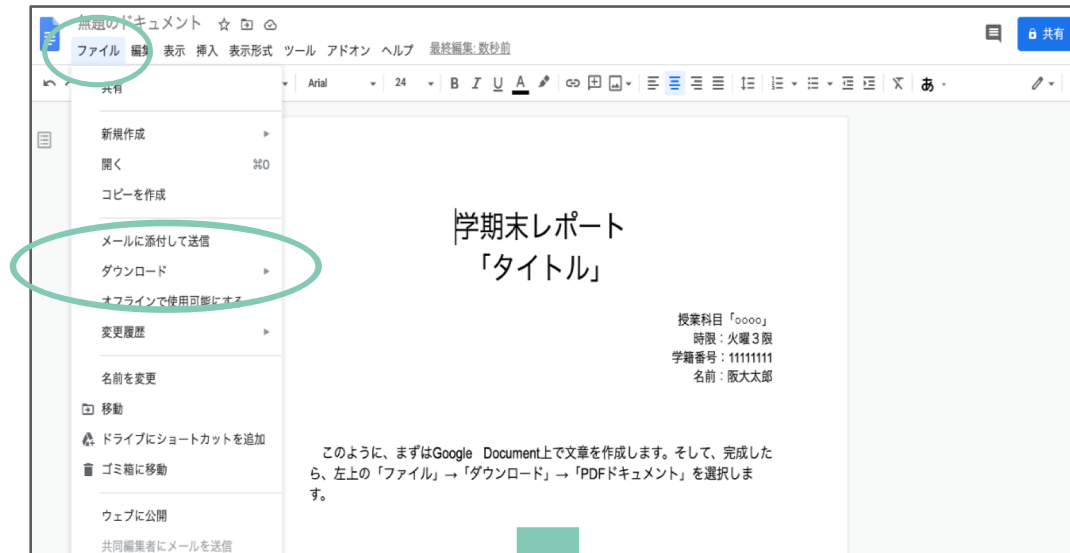 無題のドキュメント
ファイル 編集 表示 挿入 表示形式 ツール アドオン ヘルプ 最終編集: 数秒前
共有
Arial 24 B I U A あ
共有
新規作成
開く ⌘O
コピーを作成
メールに添付して送信
ダウンロード
オフラインで使用可能にする
変更履歴
名前を変更
移動
ドライブにショートカットを追加
ゴミ箱に移動
ウェブに公開
共同編集者にメールを送信
学期末レポート
「タイトル」
授業科目「○○○○」
時限：火曜３限
学籍番号：11111111
名前：阪大太郎
このように、まずはGoogle Document上で文章を作成します。そして、完成した
ら、左上の「ファイル」→「ダウンロード」→「PDFドキュメント」を選択しま
す。